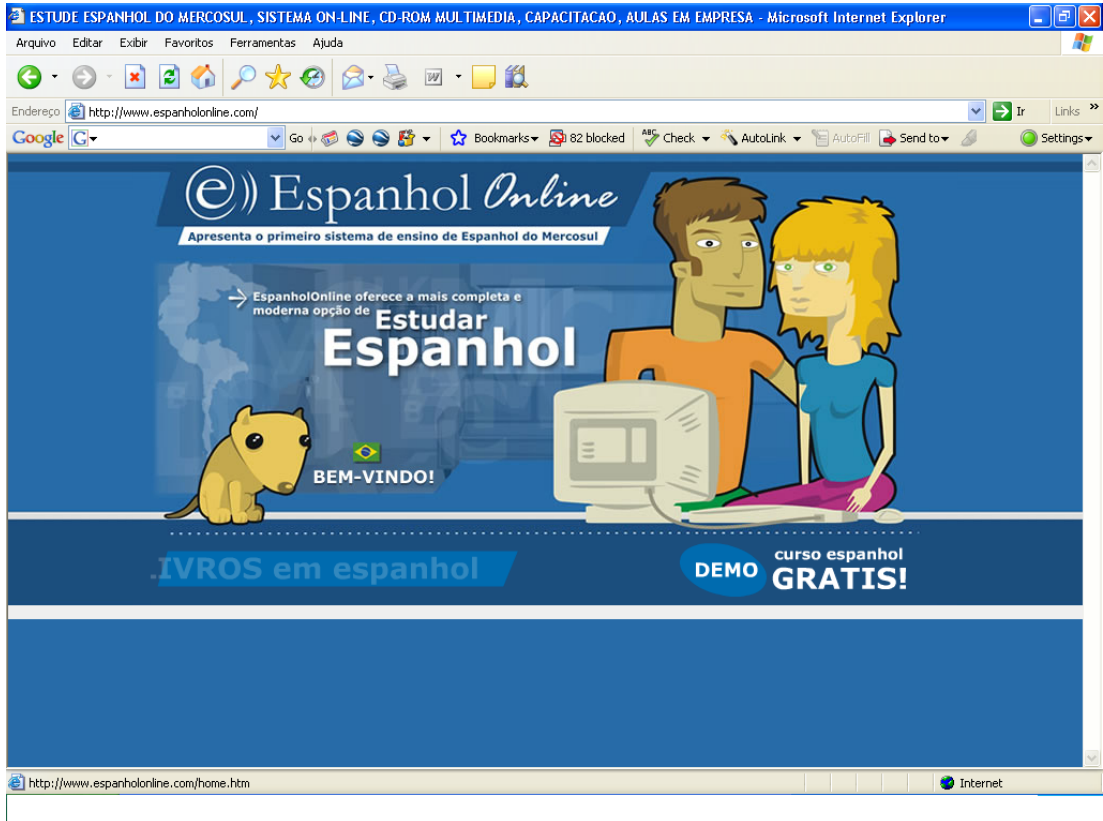 ESTUDE ESPANHOL DO MERCOSUL, SISTEMA ON-LINE, CD-ROM MULTIMEDIA, CAPACITACAO, AULAS EM EMPRESA - Microsoft Internet Explorer
Arquivo Editar Exibir Favoritos Ferramentas Ajuda
Endereço http://www.espanholonline.com/ Ir Links »
Google G Go Bookmarks 82 blocked ABC Check AutoLink AutoFill Send to Settings
e)) Espanhol Online
Apresenta o primeiro sistema de ensino de Espanhol do Mercosul
EspanholOnline oferece a mais completa e
moderna opção de Estudar
Espanhol
BEM-VINDO!
IVROS em espanhol
DEMO curso espanhol
GRATIS!
http://www.espanholonline.com/home.htm Internet